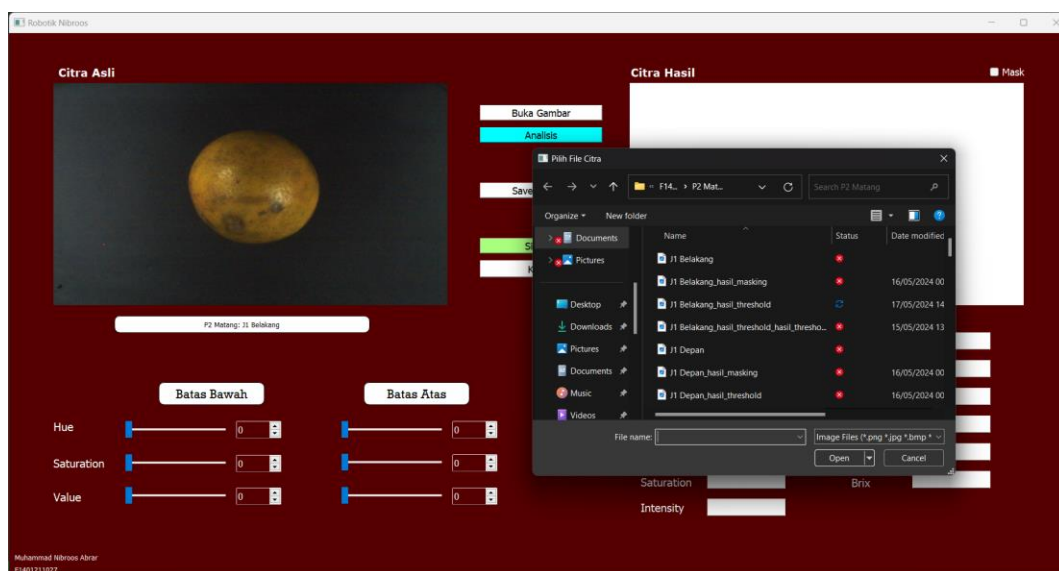 Robotik Nibroos
Citra Asli
Citra Hasil
Mask
Buka Gambar
Analisis
Save
P2 Matang: J1 Belakang
Batas Bawah
Batas Atas
Hue
0
0
Saturation
0
0
Value
0
0
Pilih File Citra
F14... P2 Mat...
Search P2 Matang
Organize
New folder
Documents
Pictures
Desktop
Downloads
Pictures
Documents
Music
Videos
Name Status Date modified
J1 Belakang
J1 Belakang_hasil_masking 16/05/2024 00
J1 Belakang_hasil_threshold 17/05/2024 14
J1 Belakang_hasil_threshold_hasil_thresho... 15/05/2024 13
J1 Depan
J1 Depan_hasil_masking 16/05/2024 00
J1 Depan_hasil_threshold 16/05/2024 00
File name:
Image Files (*.png *.jpg *.bmp *
Open
Cancel
Saturation
Brix
Intensity
Muhammad Nibroos Abrar
F1401211027